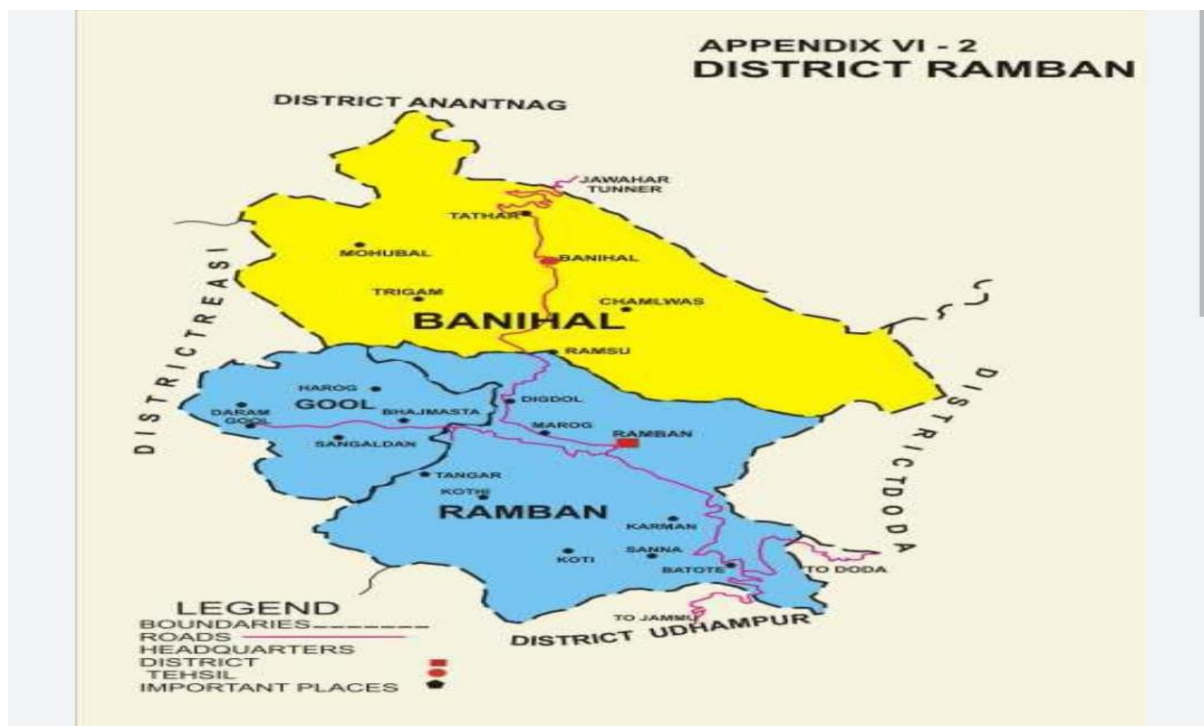 APPENDIX VI - 2
DISTRICT RAMBAN
DISTRICT ANANTNAG
JAWAHAR
TUNNER
TATHAR
MOHUBAL
BANIHAL
TRIGAM
CHAMLWAS
BANIHAL
RAMSU
DISTRICTREASI
HAROG
GOOL
DIGDOL
DARAM
GOOL
BHAJMASTA
MAROG
RAMBAN
SANGALDAN
DISTRICTDODA
TANGAR
KOTHI
RAMBAN
KARMAN
SANNA
KOTI
BATOTE
TO DODA
TO JAMMU
DISTRICT UDHAMPUR
LEGEND
BOUNDARIES
ROADS
HEADQUARTERS
DISTRICT
TEHSIL
IMPORTANT PLACES